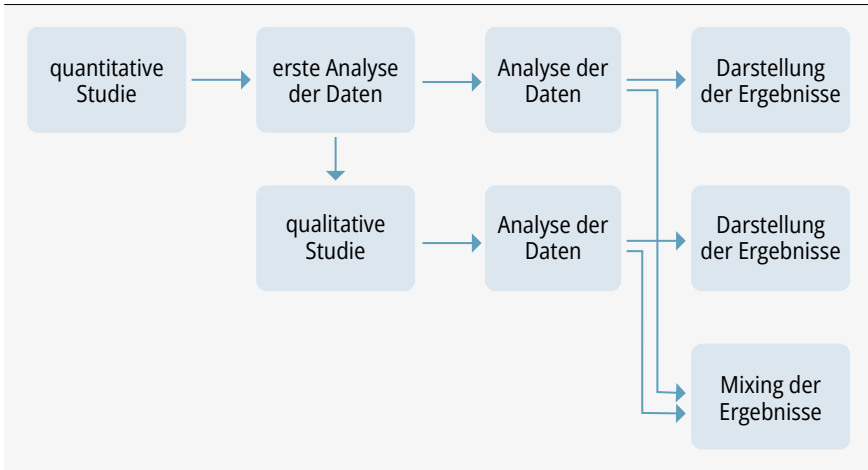 quantitative
Studie
erste Analyse
der Daten
Analyse der
Daten
Darstellung
der Ergebnisse
qualitative
Studie
Analyse der
Daten
Darstellung
der Ergebnisse
Mixing der
Ergebnisse